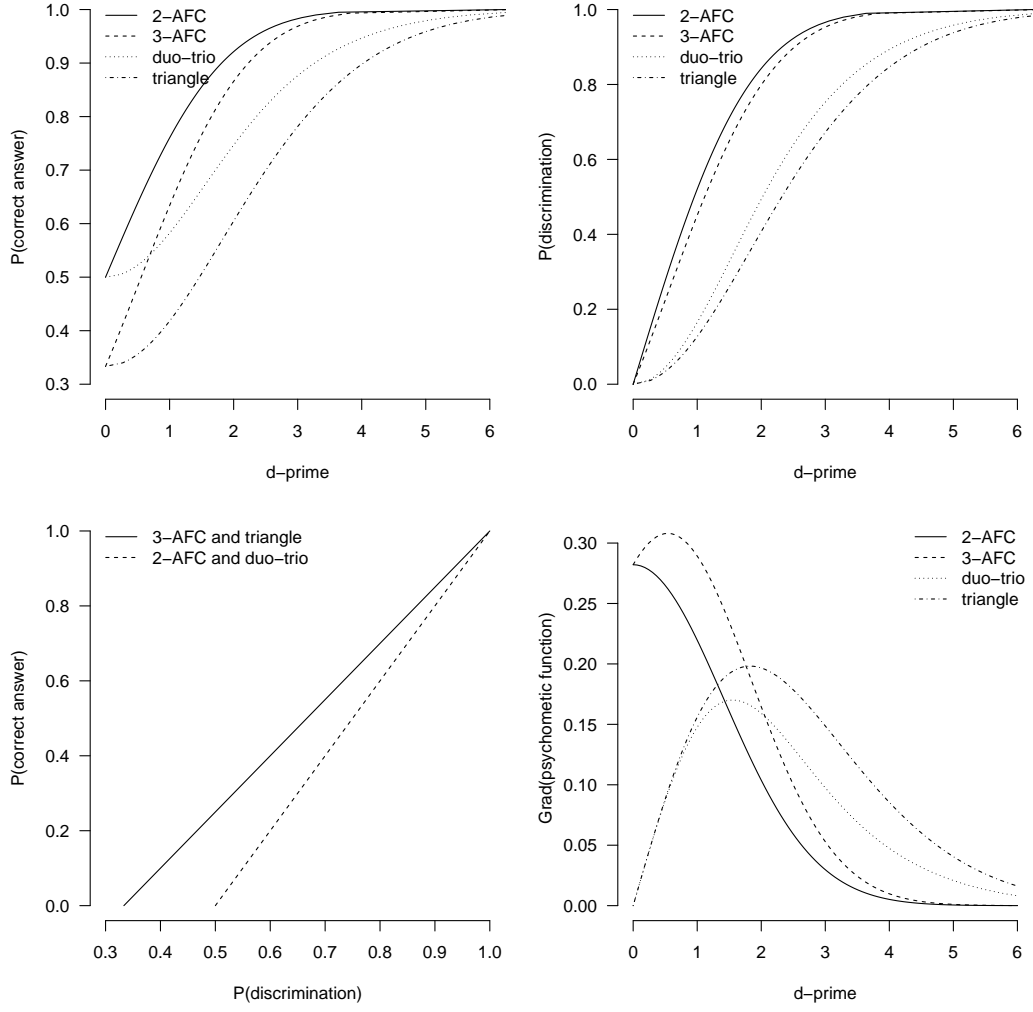 1.0
0.9
0.8
0.7
0.6
0.5
0.4
0.3
P(correct answer)
2−AFC
3−AFC
duo−trio
triangle
0 1 2 3 4 5 6
d−prime
1.0
0.8
0.6
0.4
0.2
0.0
P(discrimination)
2−AFC
3−AFC
duo−trio
triangle
0 1 2 3 4 5 6
d−prime
1.0
0.8
0.6
0.4
0.2
0.0
P(correct answer)
3−AFC and triangle
2−AFC and duo−trio
0.3 0.4 0.5 0.6 0.7 0.8 0.9 1.0
P(discrimination)
0.30
0.25
0.20
0.15
0.10
0.05
0.00
Grad(psychometic function)
2−AFC
3−AFC
duo−trio
triangle
0 1 2 3 4 5 6
d−prime